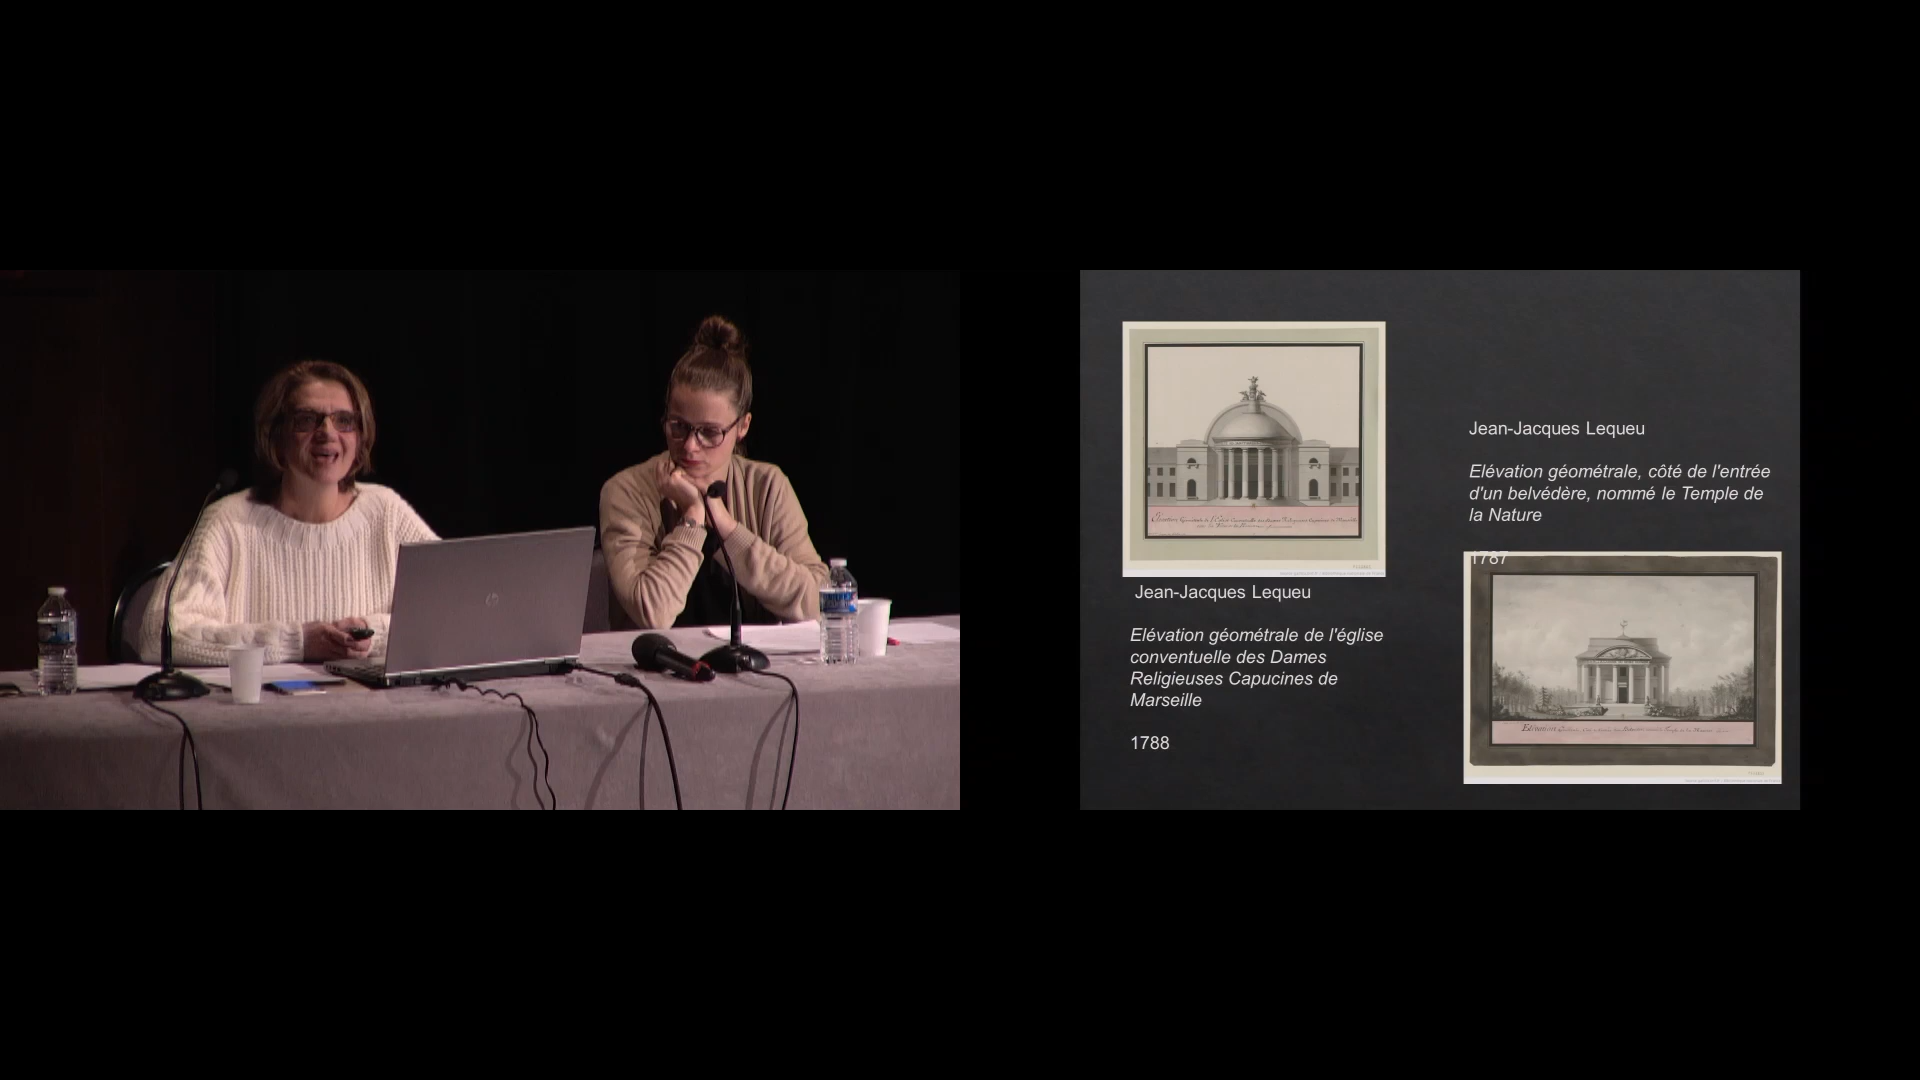 Jean-Jacques Lequeu
Elévation géométrale de l'église
conventuelle des Dames
Religieuses Capucines de
Marseille
1788
Jean-Jacques Lequeu
Elévation géométrale, côté de l'entrée
d'un belvédère, nommé le Temple de
la Nature
1787
hp